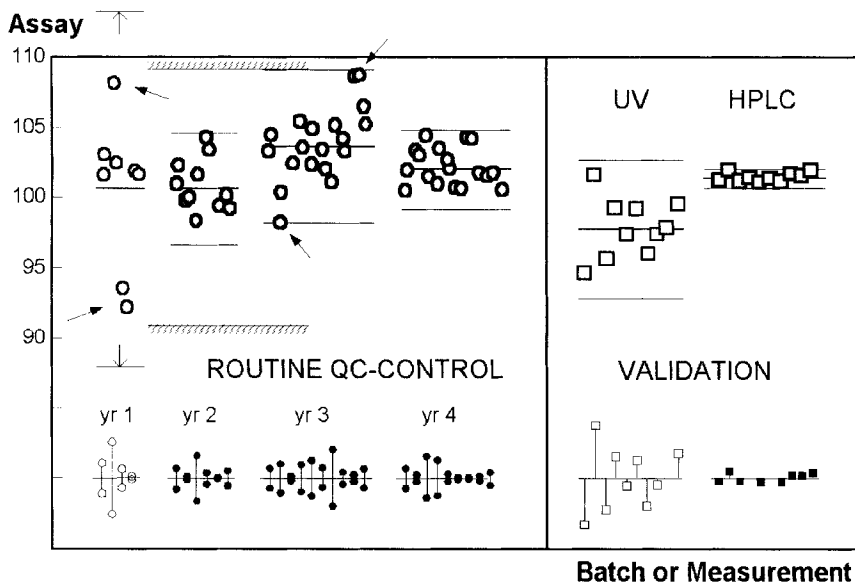 Assay
110
105
100
95
90
UV HPLC
ROUTINE QC-CONTROL
VALIDATION
yr 1 yr 2 yr 3 yr 4
Batch or Measurement